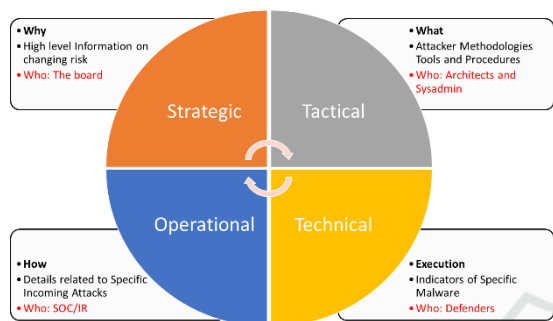 • Why
• High level Information on
changing risk
• Who: The board
• What
• Attacker Methodologies
Tools and Procedures
• Who: Architects and
Sysadmin
Strategic
Tactical
Operational
Technical
• How
• Details related to Specific
Incoming Attacks
• Who: SOC/IR
• Execution
• Indicators of Specific
Malware
• Who: Defenders